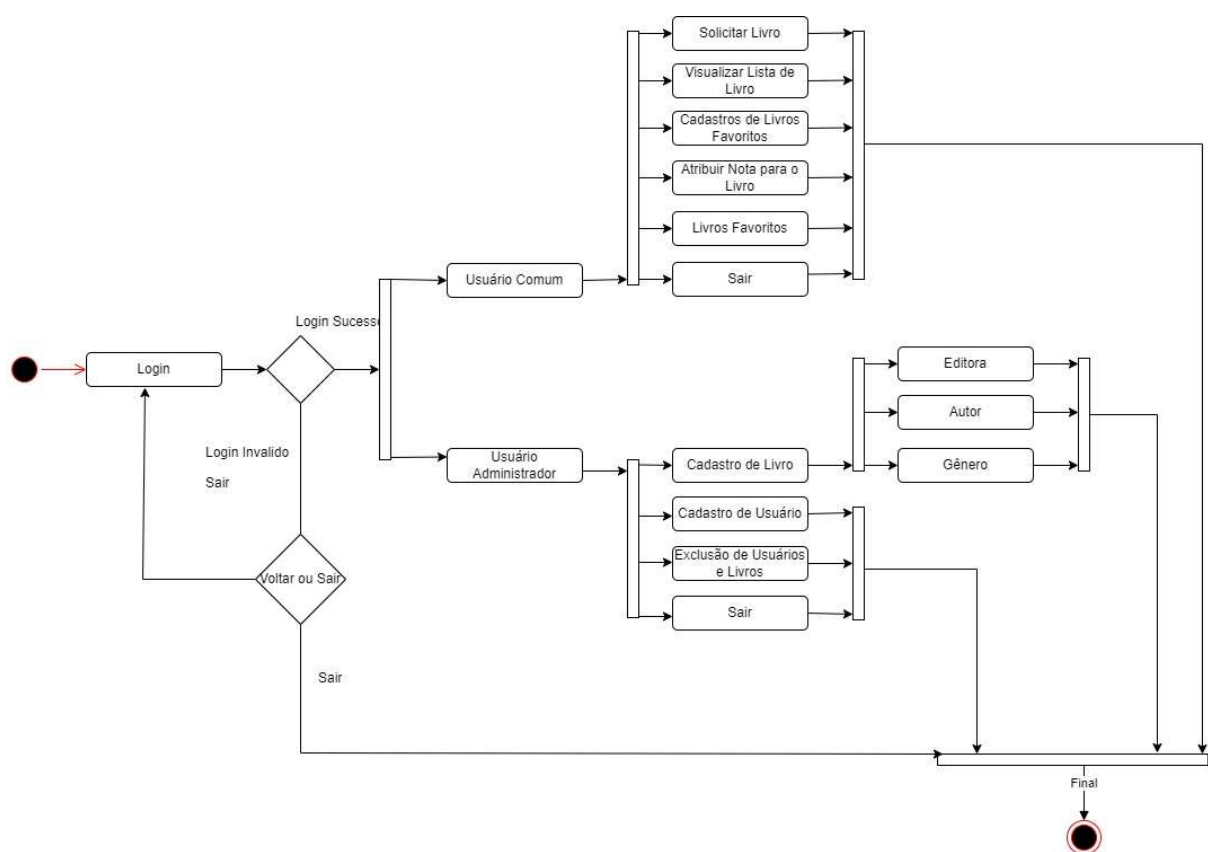 Solicitar Livro
Visualizar Lista de
Livro
Cadastros de Livros
Favoritos
Atribuir Nota para o
Livro
Livros Favoritos
Sair
Usuário Comum
Login Sucesso
Login
Editora
Autor
Gênero
Usuário
Administrador
Cadastro de Livro
Cadastro de Usuário
Exclusão de Usuários
e Livros
Sair
Login Invalido
Sair
Voltar ou Sair
Sair
Final